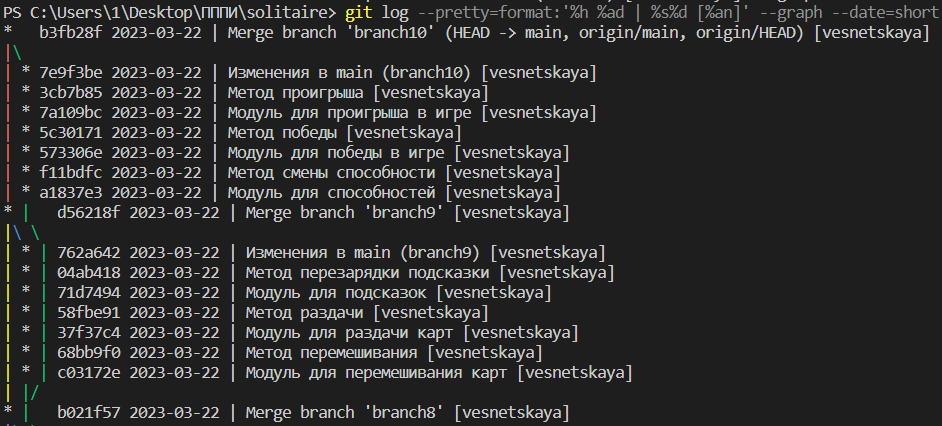 PS C:\Users\1\Desktop\ПППИ\solitaire> git log --pretty=format:'%h %ad | %s%d [%an]' --graph --date=short
*   b3fb28f 2023-03-22 | Merge branch 'branch10' (HEAD -> main, origin/main, origin/HEAD) [vesnetskaya]
|\
| * 7e9f3be 2023-03-22 | Изменения в main (branch10) [vesnetskaya]
| * 3cb7b85 2023-03-22 | Метод проигрыша [vesnetskaya]
| * 7a109bc 2023-03-22 | Модуль для проигрыша в игре [vesnetskaya]
| * 5c30171 2023-03-22 | Метод победы [vesnetskaya]
| * 573306e 2023-03-22 | Модуль для победы в игре [vesnetskaya]
| * f11bdfc 2023-03-22 | Метод смены способности [vesnetskaya]
| * a1837e3 2023-03-22 | Модуль для способностей [vesnetskaya]
* |   d56218f 2023-03-22 | Merge branch 'branch9' [vesnetskaya]
|\ \
| * | 762a642 2023-03-22 | Изменения в main (branch9) [vesnetskaya]
| * | 04ab418 2023-03-22 | Метод перезарядки подсказки [vesnetskaya]
| * | 71d7494 2023-03-22 | Модуль для подсказок [vesnetskaya]
| * | 58fbe91 2023-03-22 | Метод раздачи [vesnetskaya]
| * | 37f37c4 2023-03-22 | Модуль для раздачи карт [vesnetskaya]
| * | 68bb9f0 2023-03-22 | Метод перемешивания [vesnetskaya]
| * | c03172e 2023-03-22 | Модуль для перемешивания карт [vesnetskaya]
| |/
* |   b021f57 2023-03-22 | Merge branch 'branch8' [vesnetskaya]